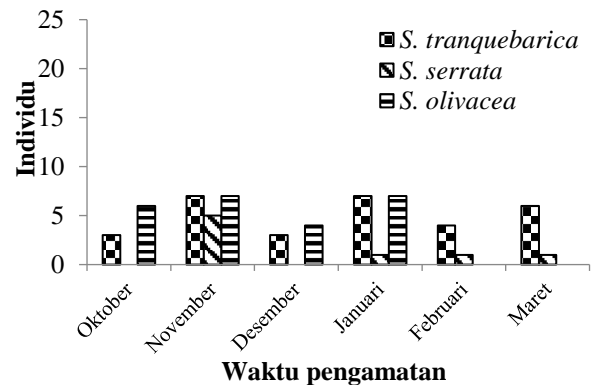 25
20
15
10
5
0
Individu
S. tranquebarica
S. serrata
S. olivacea
Oktober
November
Desember
Januari
Februari
Maret
Waktu pengamatan